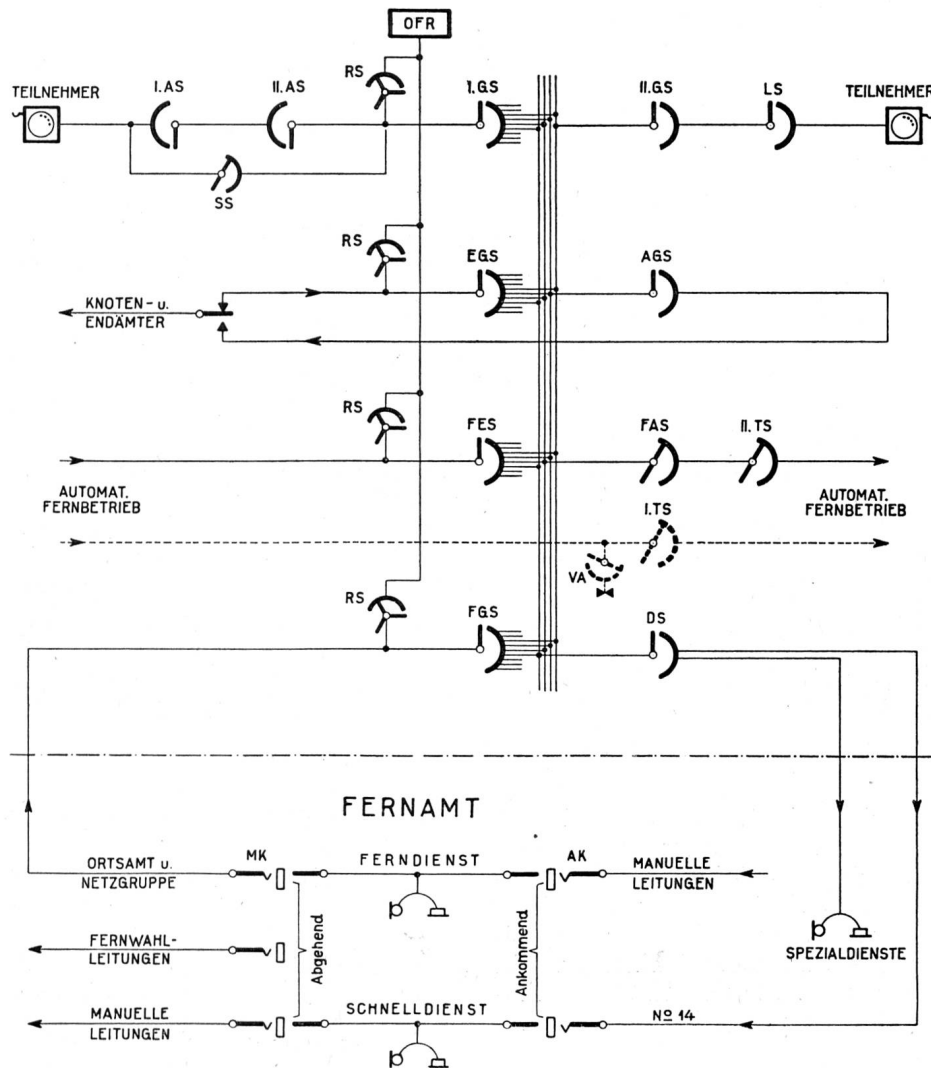 OFR
RS
I.AS
II.AS
I.GS
II.GS
LS
TEILNEHMER
TEILNEHMER
SS
RS
EGS
AGS
KNOTEN- u.
ENDÄMTER
RS
FES
FAS
II.TS
AUTOMAT.
FERNBETRIEB
I.TS
AUTOMAT.
FERNBETRIEB
VA
RS
FGS
DS
FERNAMT
ORTSAMT u.
NETZGRUPPE
MK
FERNDIENST
AK
MANUELLE
LEITUNGEN
Abgehend
Ankommend
FERNWAHL-
LEITUNGEN
SPEZIALDIENSTE
MANUELLE
LEITUNGEN
SCHNELLDIENST
Nº 14